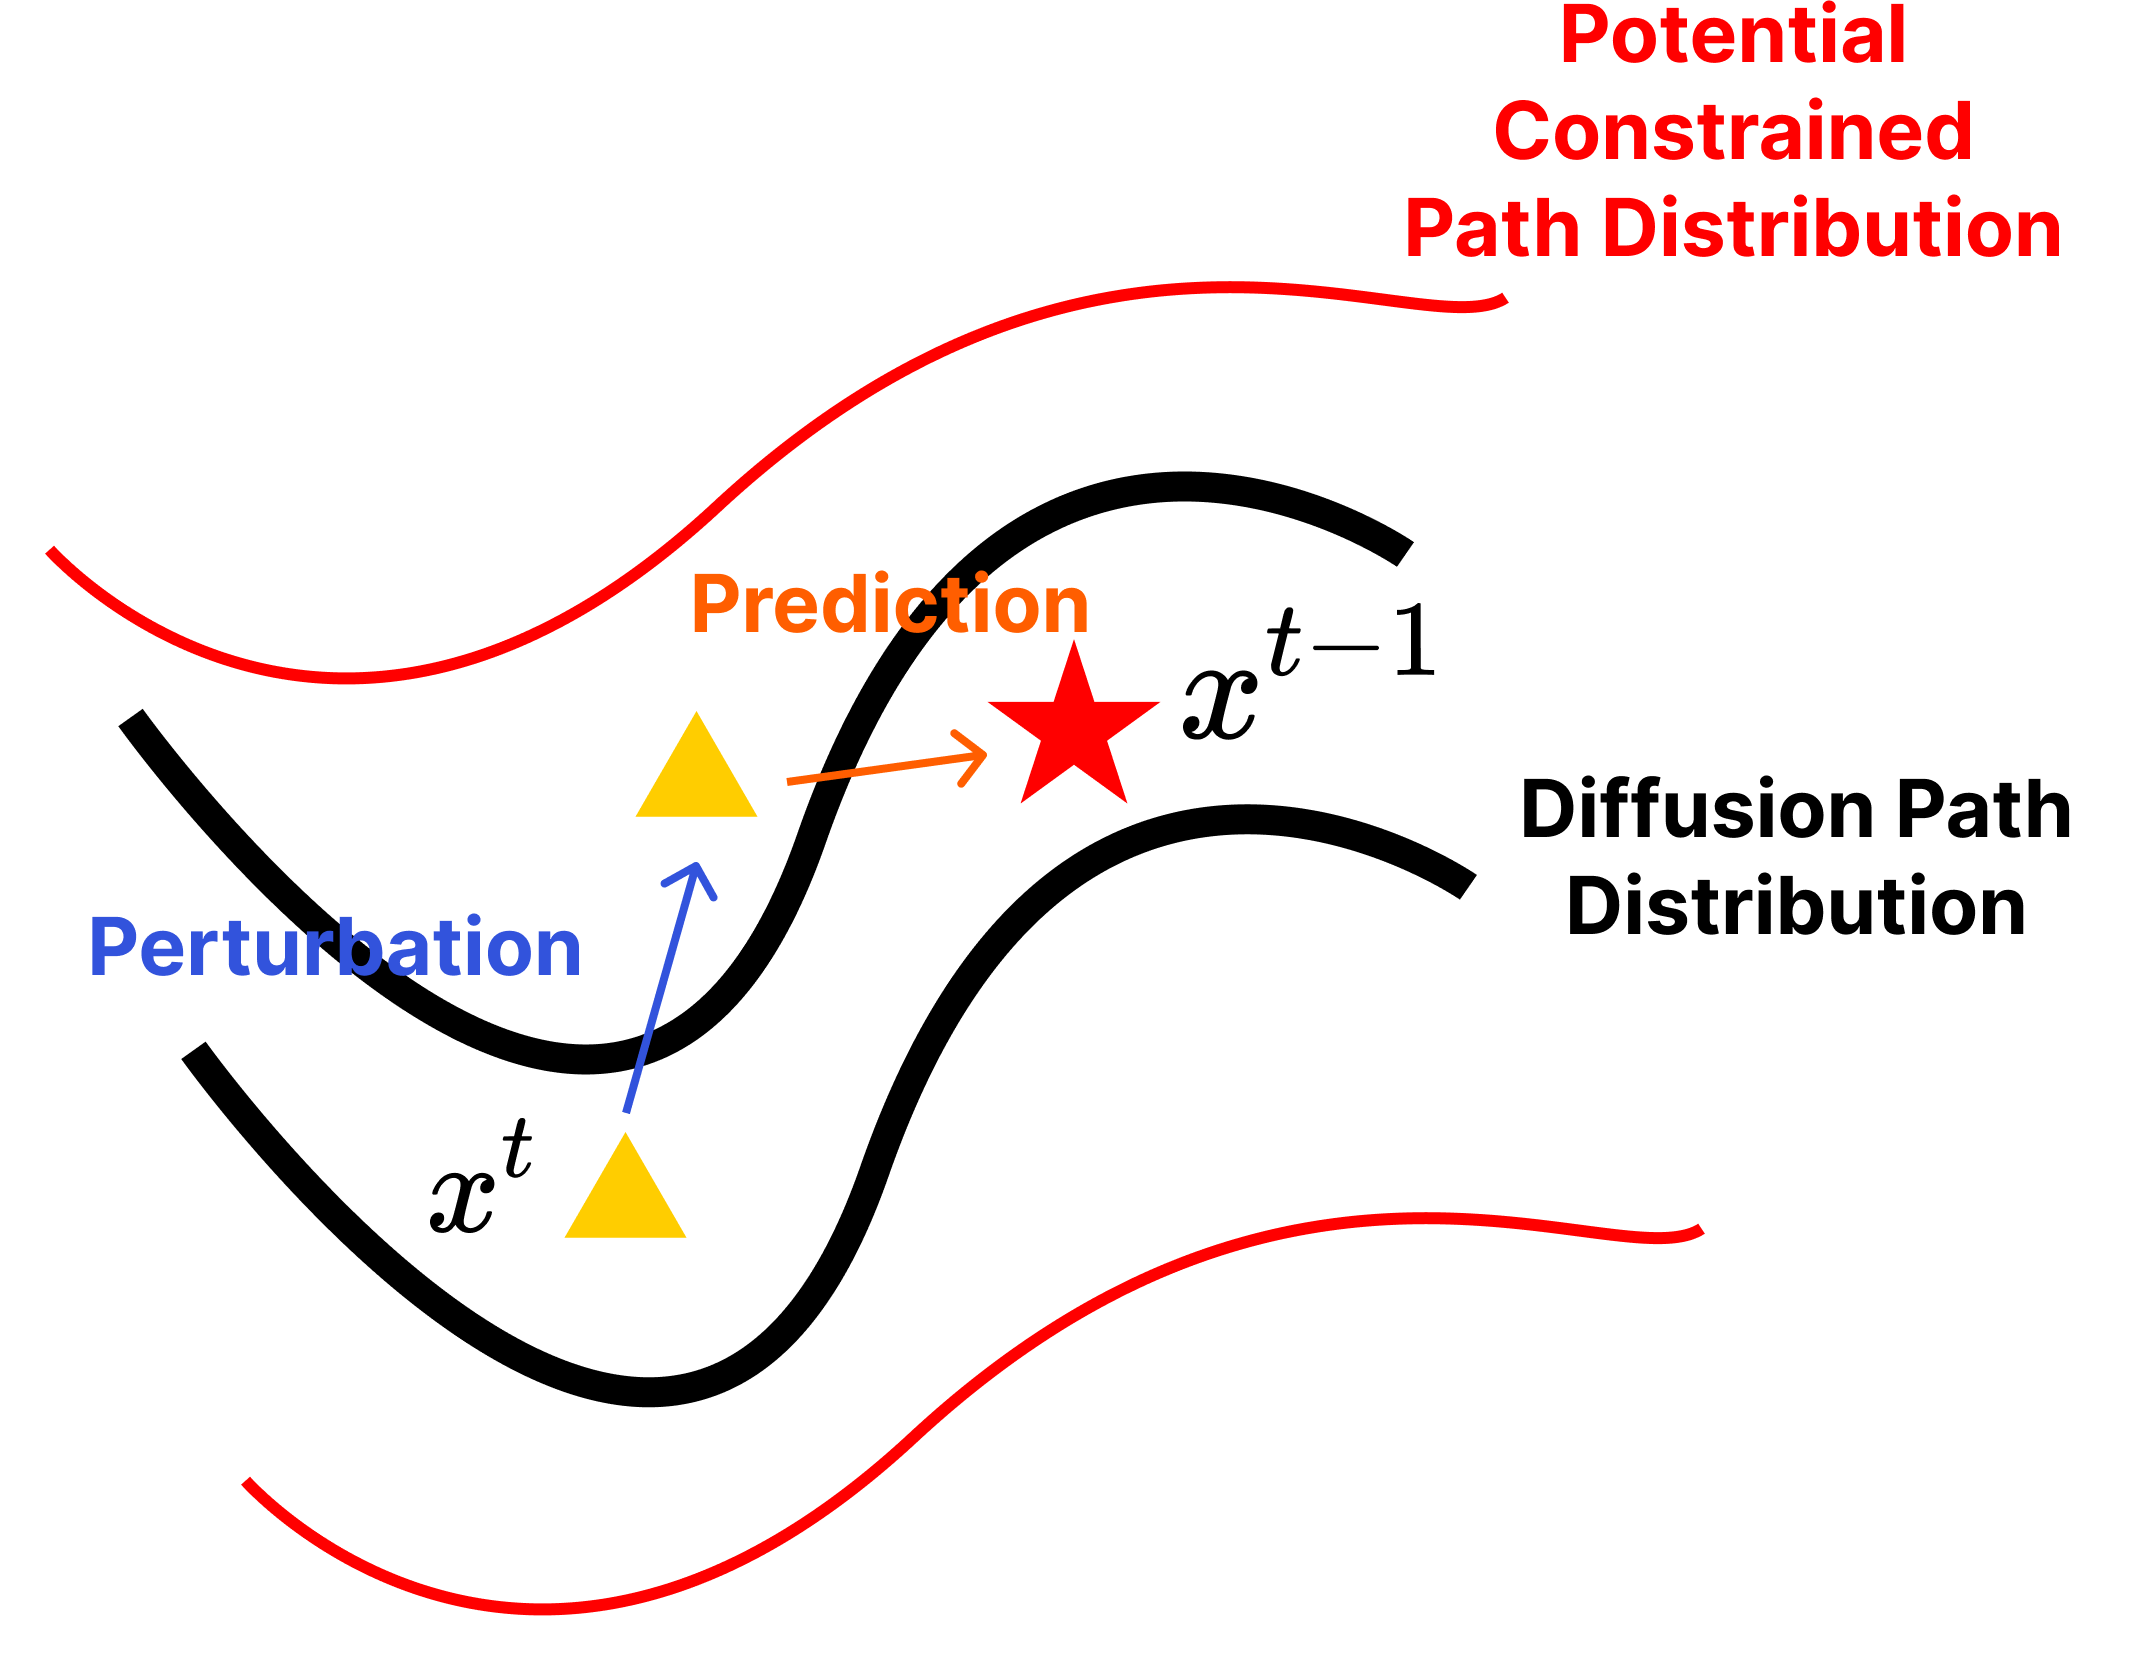 Potential
Constrained
Path Distribution
Prediction
x^{t-1}
Diffusion Path
Distribution
Perturbation
x^t